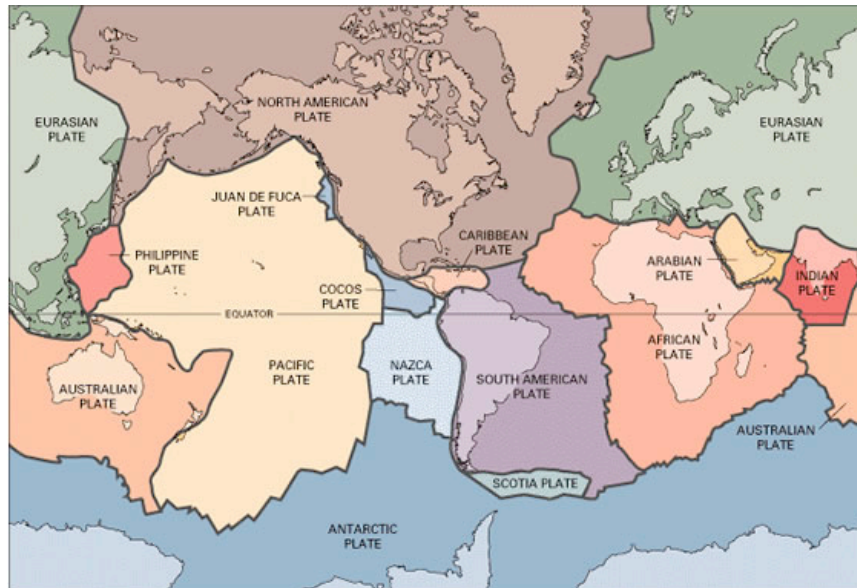 NORTH AMERICAN
PLATE
EURASIAN
PLATE
EURASIAN
PLATE
JUAN DE FUCA
PLATE
CARIBBEAN
PLATE
PHILIPPINE
PLATE
ARABIAN
PLATE
INDIAN
PLATE
COCOS
PLATE
EQUATOR
AFRICAN
PLATE
PACIFIC
PLATE
NAZCA
PLATE
SOUTH AMERICAN
PLATE
AUSTRALIAN
PLATE
AUSTRALIAN
PLATE
SCOTIA PLATE
ANTARCTIC
PLATE